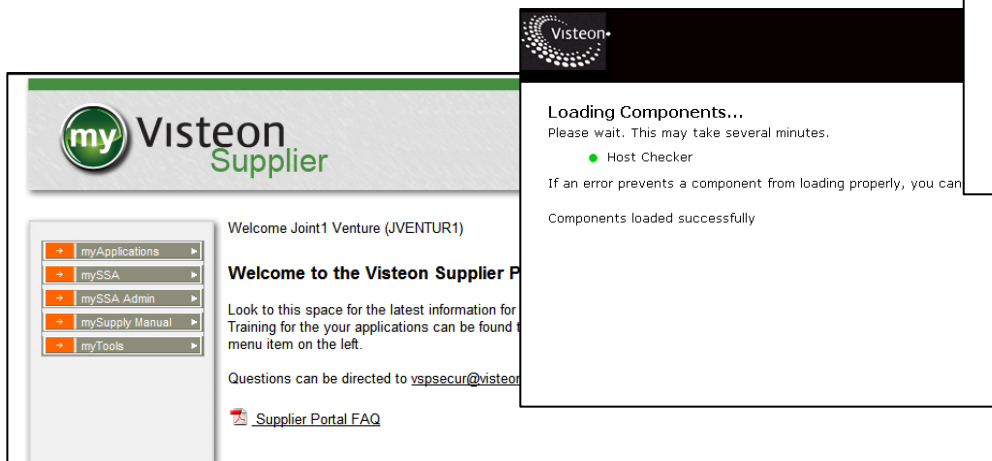 my Visteon
Supplier
myApplications
mySSA
mySSA Admin
mySupply Manual
myTools
Welcome Joint1 Venture (JVENTUR1)
Welcome to the Visteon Supplier P
Look to this space for the latest information for
Training for the your applications can be found t
menu item on the left.
Questions can be directed to vspsecur@visteon
Supplier Portal FAQ
Visteon
Loading Components...
Please wait. This may take several minutes.
Host Checker
If an error prevents a component from loading properly, you can
Components loaded successfully